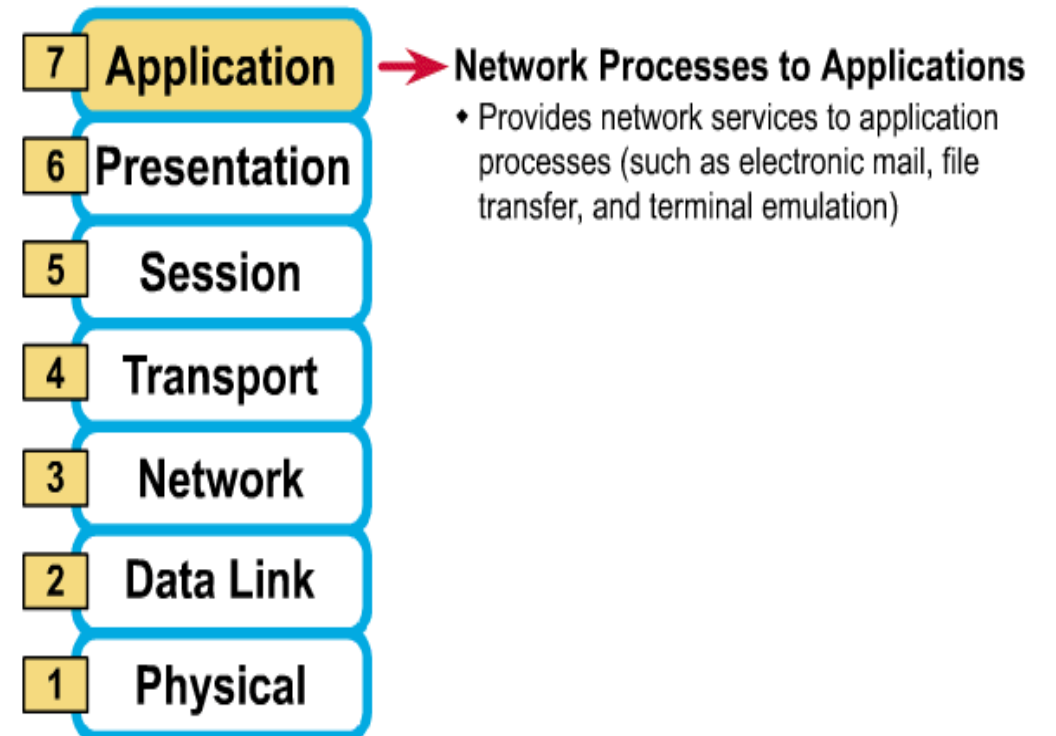 7 Application
Network Processes to Applications
◆ Provides network services to application
processes (such as electronic mail, file
transfer, and terminal emulation)
6 Presentation
5 Session
4 Transport
3 Network
2 Data Link
1 Physical